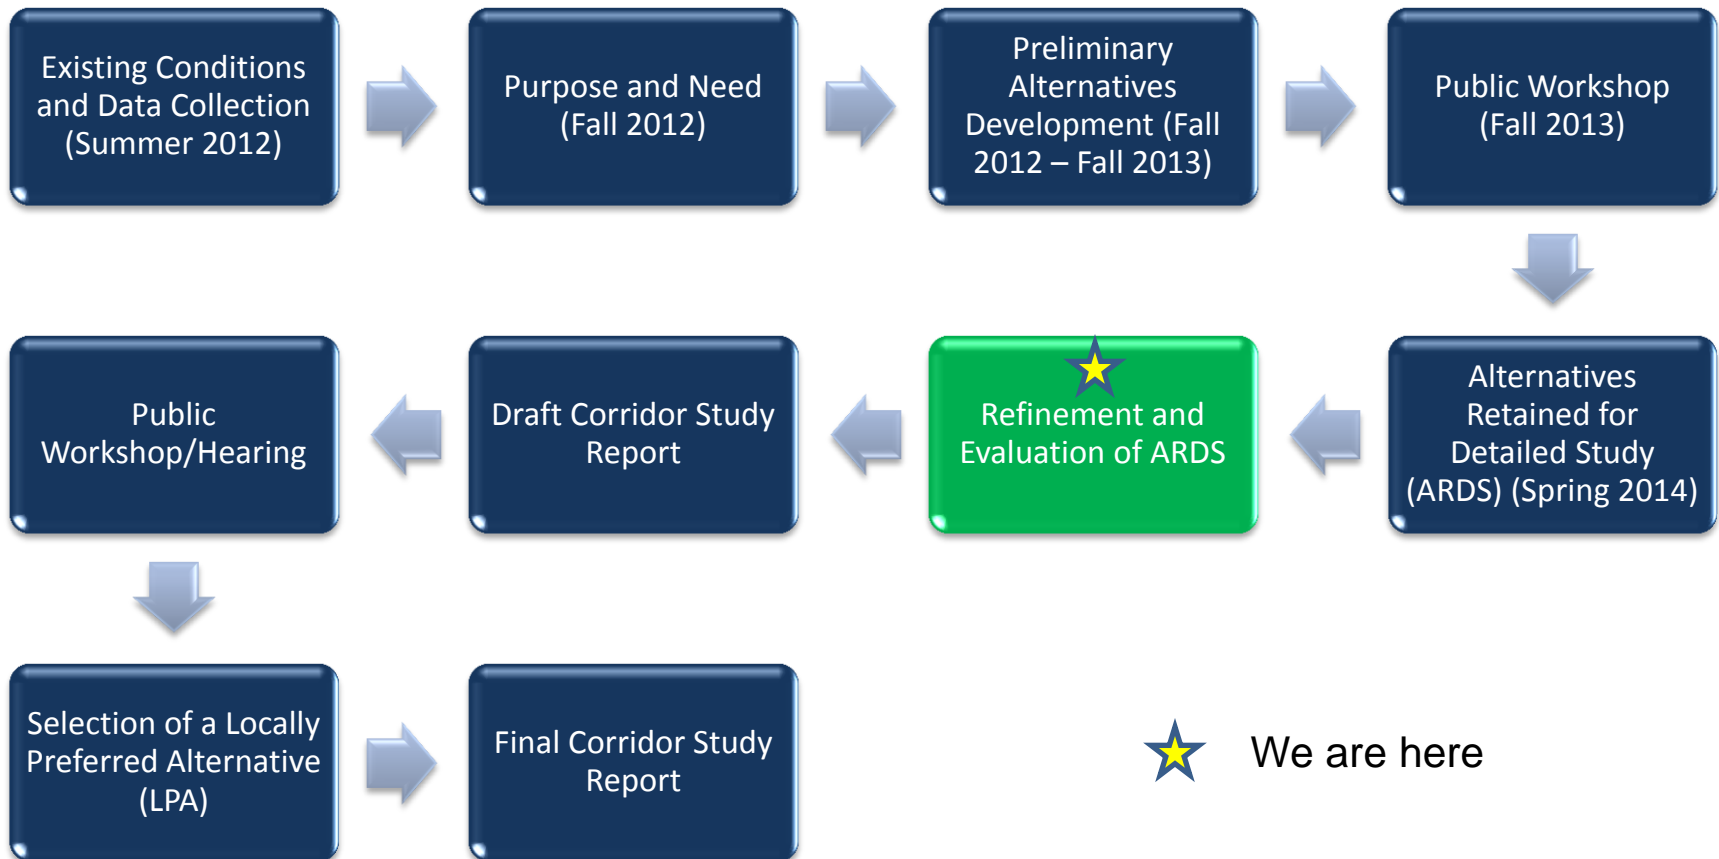 Existing Conditions
and Data Collection
(Summer 2012)
Purpose and Need
(Fall 2012)
Preliminary
Alternatives
Development (Fall
2012 – Fall 2013)
Public Workshop
(Fall 2013)
Alternatives
Retained for
Detailed Study
(ARDS) (Spring 2014)
Refinement and
Evaluation of ARDS
Draft Corridor Study
Report
Public
Workshop/Hearing
Selection of a Locally
Preferred Alternative
(LPA)
Final Corridor Study
Report
We are here